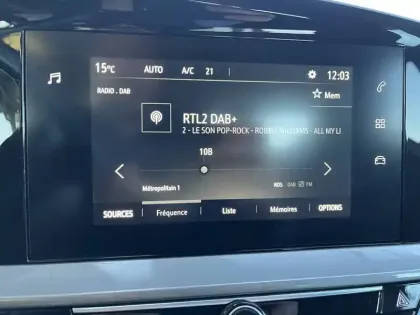 15°C AUTO A/C 21 12:03
RADIO . DAB
Mem
RTL2 DAB+
2 - LE SON POP-ROCK - ROBBIE WILLIAMS - ALL MY LI
10B
Métropolitain 1 RDS DAB FM
SOURCES Fréquence Liste Mémoires OPTIONS